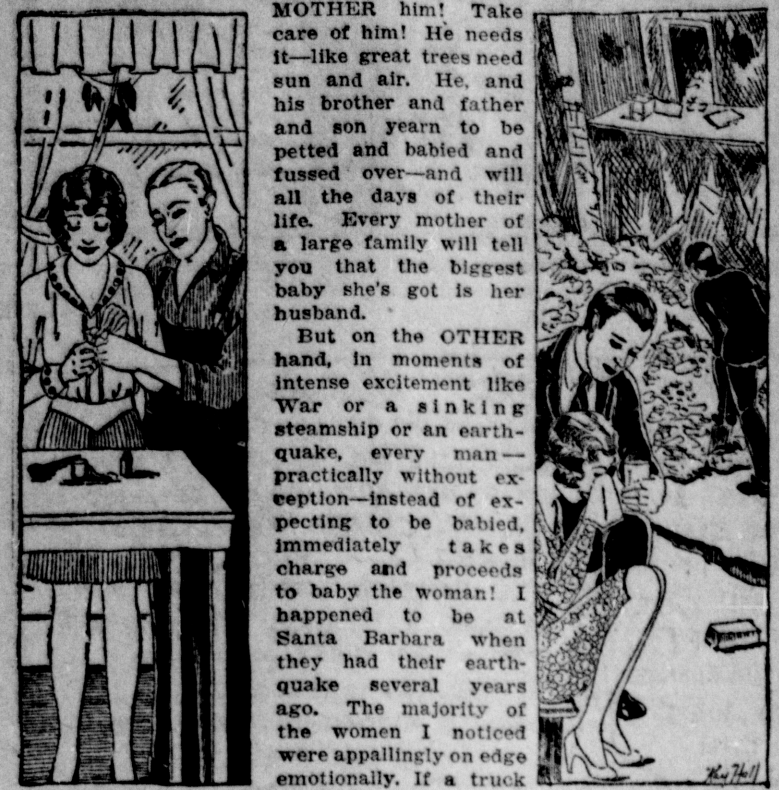 MOTHER him! Take
care of him! He needs
it—like great trees need
sun and air. He, and
his brother and father
and son yearn to be
petted and babied and
fussed over—and will
all the days of their
life. Every mother of
a large family will tell
you that the biggest
baby she's got is her
husband.
But on the OTHER
hand, in moments of
intense excitement like
War or a sinking
steamship or an earth-
quake, every man—
practically without ex-
ception—instead of ex-
pecting to be babied,
immediately takes
charge and proceeds
to baby the woman! I
happened to be at
Santa Barbara when
they had their earth-
quake several years
ago. The majority of
the women I noticed
were appallingly on edge
emotionally. If a truck